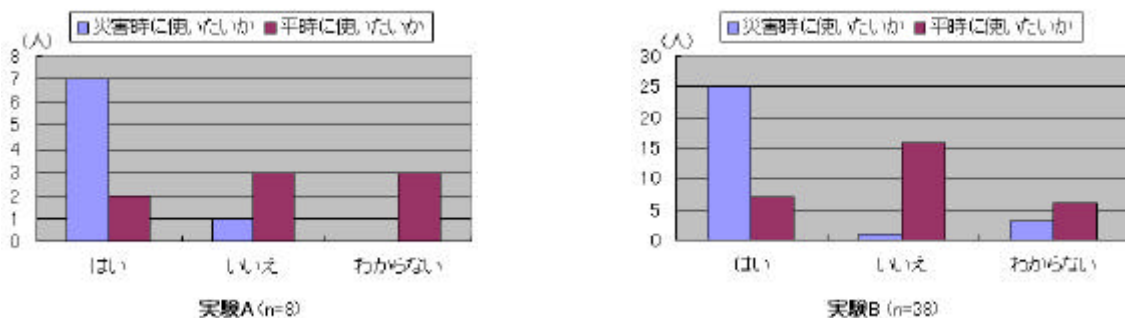 災害時に使いたいか 平時に使いたいか
(人)
8
7
6
5
4
3
2
1
0
はい いいえ わからない
実験A (n=8)
災害時に使いたいか 平時に使いたいか
(人)
30
25
20
15
10
5
0
はい いいえ わからない
実験B (n=38)